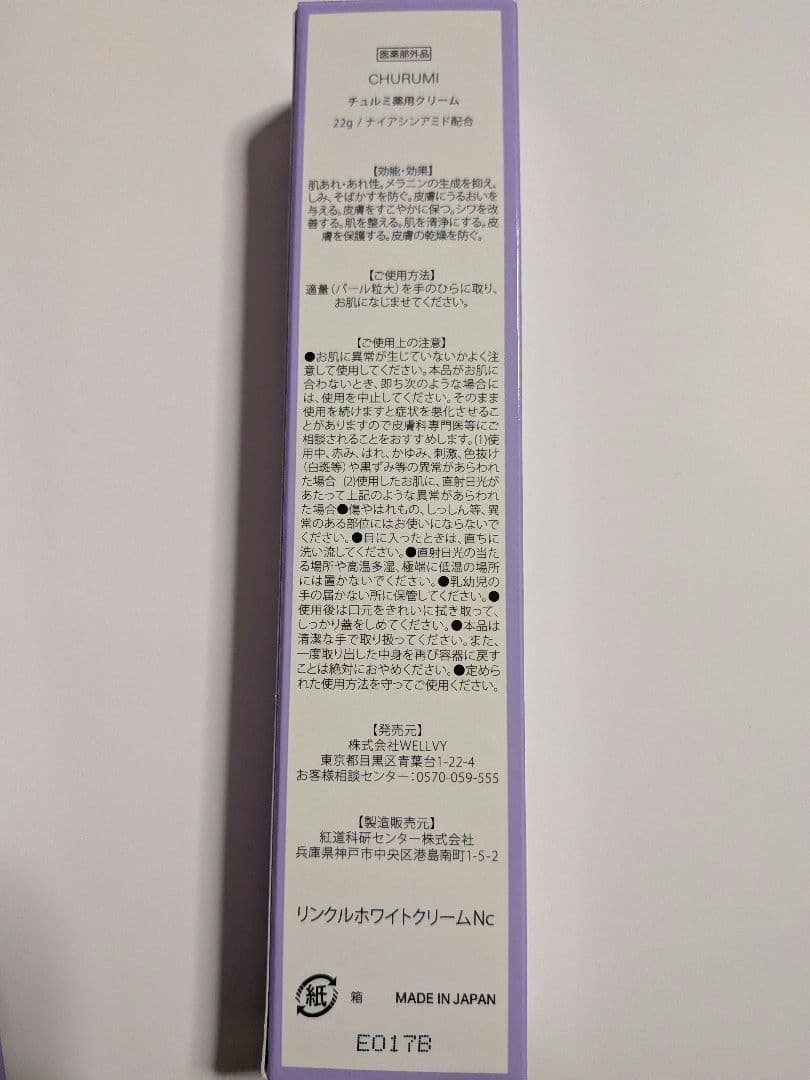 医薬部外品
CHURUMI
チュルミ薬用クリーム
22g / ナイアシンアミド配合
【効能・効果】
肌あれ・あれ性。メラニンの生成を抑え、
しみ、そばかすを防ぐ。皮膚にうるおいを
与える。皮膚をすこやかに保つ。シワを改
善する。肌を整える。肌を清浄にする。皮
膚を保護する。皮膚の乾燥を防ぐ。
【ご使用方法】
適量（パール粒大）を手のひらに取り、
お肌になじませてください。
【ご使用上の注意】
●お肌に異常が生じていないかよく注
意して使用してください。本品がお肌に
合わないとき、即ち次のような場合に
は、使用を中止してください。そのまま
使用を続けますと症状を悪化させるこ
とがありますので皮膚科専門医等にご
相談されることをおすすめします。(1)使
用中、赤み、はれ、かゆみ、刺激、色抜け
（白斑等）や黒ずみ等の異常があらわれ
た場合 (2)使用したお肌に、直射日光が
あたって上記のような異常があらわれ
た場合●傷やはれもの、しっしん等、異
常のある部位にはお使いにならないで
ください。●目に入ったときは、直ちに
洗い流してください。●直射日光の当た
る場所や高温多湿、極端に低湿の場所
には置かないでください。●乳幼児の
手の届かない所に保管してください。●
使用後は口元をきれいに拭き取って、
しっかり蓋をしめてください。●本品は
清潔な手で取り扱ってください。また、
一度取り出した中身を再び容器に戻す
ことは絶対におやめください。●定めら
れた使用方法を守ってご使用ください。
【発売元】
株式会社WELLVY
東京都目黒区青葉台1-22-4
お客様相談センター：0570-059-555
【製造販売元】
紅道科研センター株式会社
兵庫県神戸市中央区港島南町1-5-2
リンクルホワイトクリームNc
紙 箱 MADE IN JAPAN
E017B